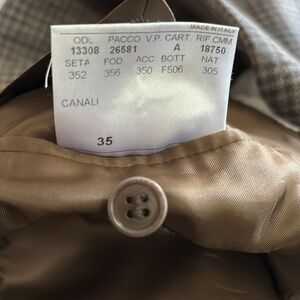 MADE IN ITALY
ODL PACCO V.P. CART. RIF.CMM
13308 26581 A 18750
SETA FOD ACC BOTT NAT
352 356 350 F506 305
CANALI
35